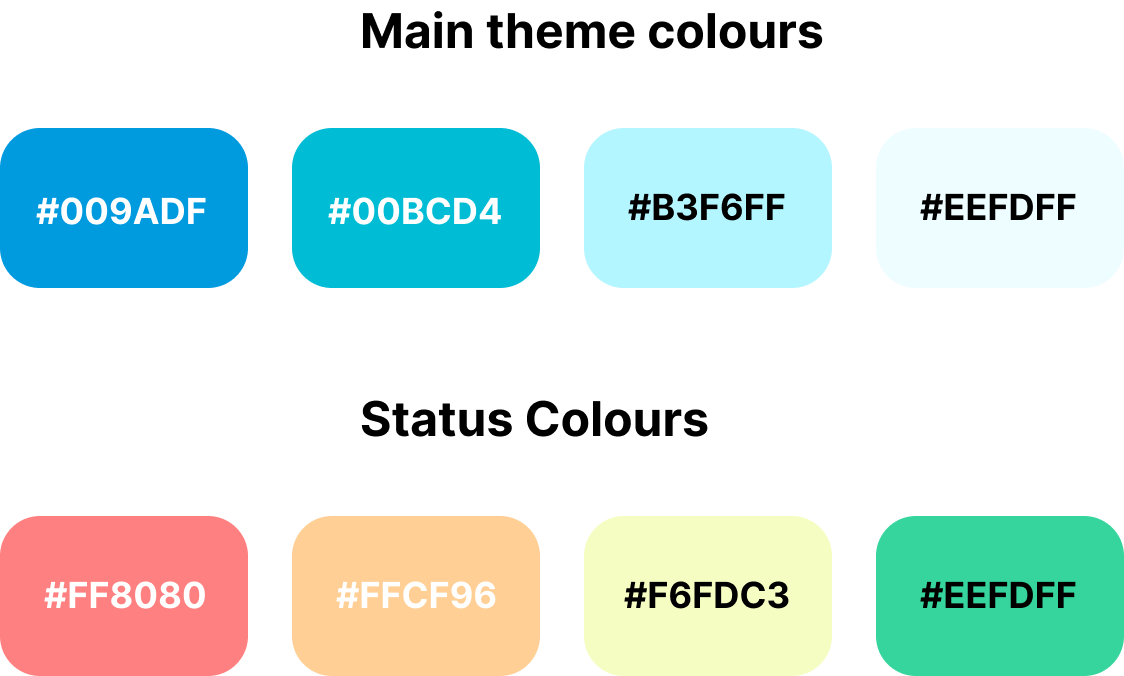 Main theme colours
#009ADF
#00BCD4
#B3F6FF
#EEFDFF
Status Colours
#FF8080
#FFCF96
#F6FDC3
#EEFDFF